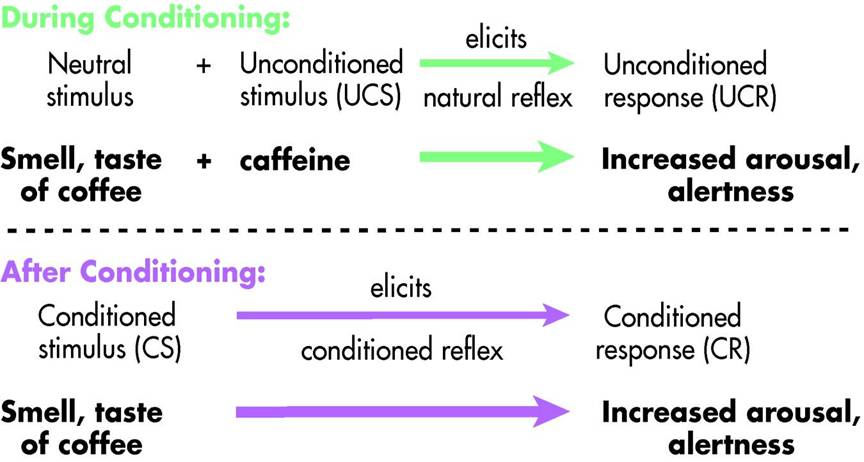 During Conditioning:
elicits
Neutral + Unconditioned Unconditioned
stimulus stimulus (UCS) natural reflex response (UCR)
Smell, taste + caffeine Increased arousal,
of coffee alertness
After Conditioning:
elicits
Conditioned Conditioned
stimulus (CS) conditioned reflex response (CR)
Smell, taste Increased arousal,
of coffee alertness